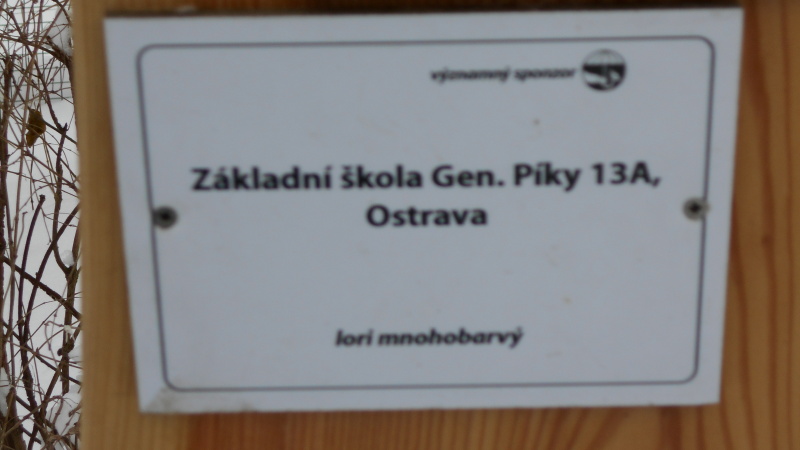 významný sponzor
Základní škola Gen. Píky 13A,
Ostrava
lori mnohobarvý